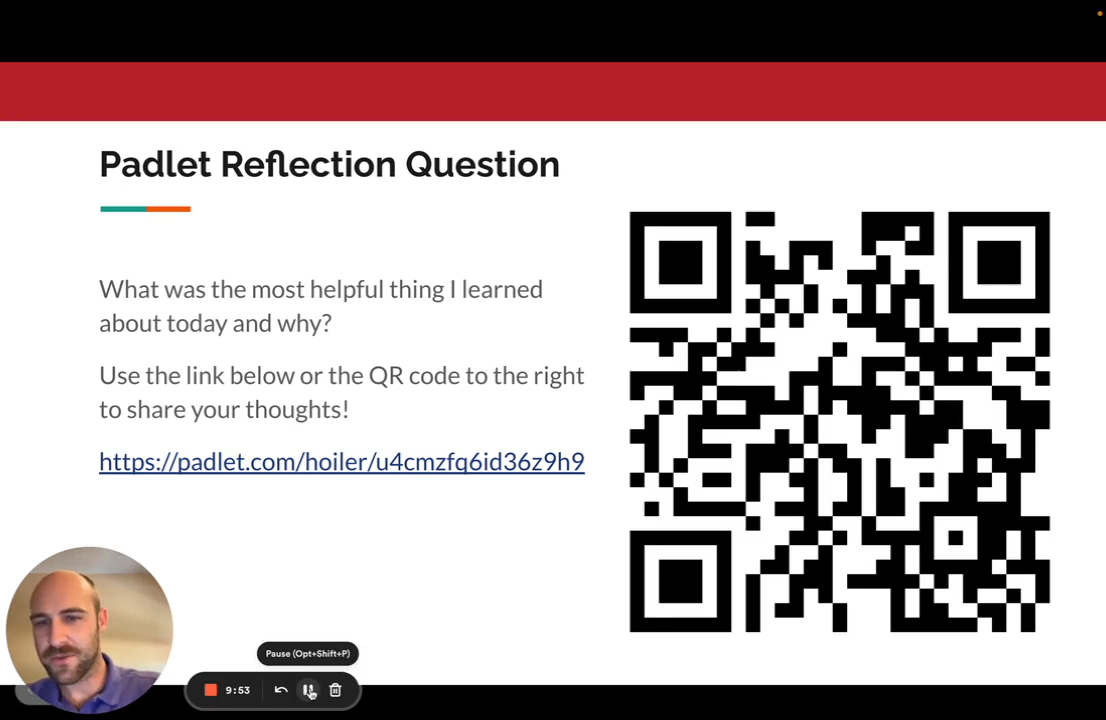 Padlet Reflection Question
What was the most helpful thing I learned
about today and why?
Use the link below or the QR code to the right
to share your thoughts!
https://padlet.com/hoiler/u4cmzfq6id36z9h9
Pause (Opt+Shift+P)
9:53